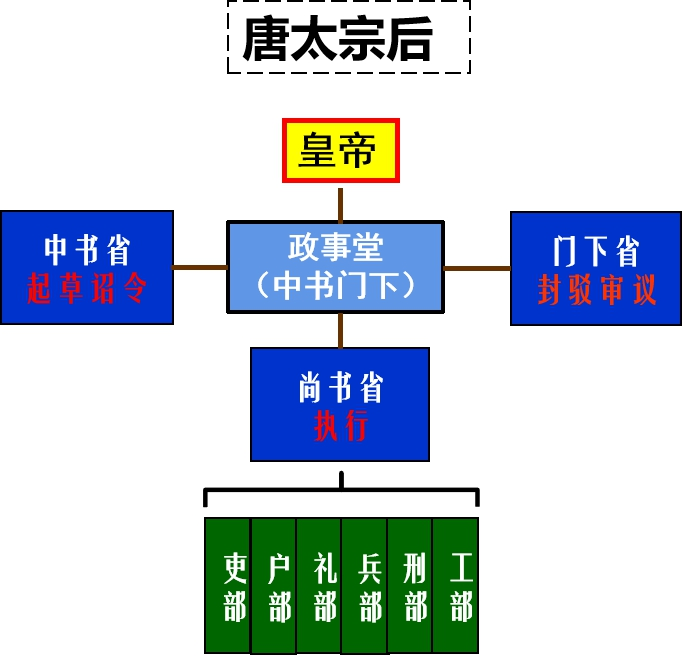 唐太宗后
皇帝
政事堂
（中书门下）
中书省
起草诏令
门下省
封驳审议
尚书省
执行
吏部
户部
礼部
兵部
刑部
工部